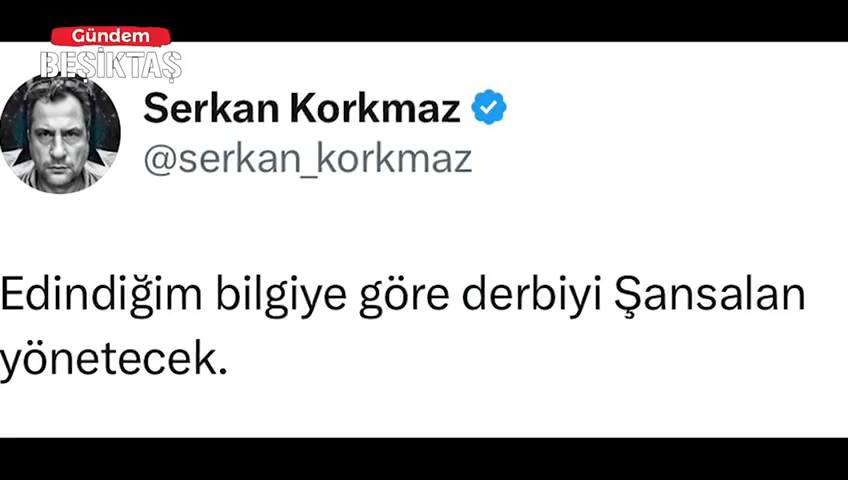 Gündem
BEŞİKTAŞ
Serkan Korkmaz
@serkan_korkmaz
Edindiğim bilgiye göre derbiyi Şansalan
yönetecek.